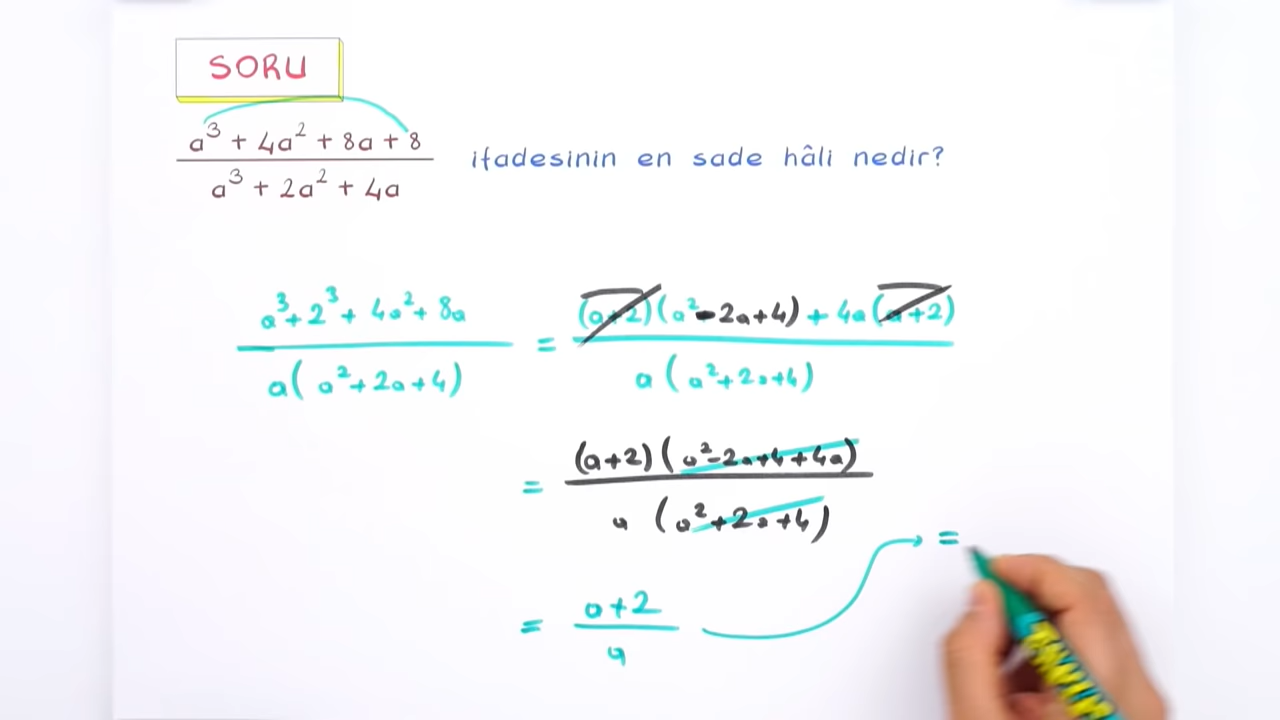 SORU
a³ + 4a² + 8a + 8
a³ + 2a² + 4a
ifadesinin en sade hâli nedir?
a³ + 2³ + 4a² + 8a
a(a² + 2a + 4)
= (a+2)(a² - 2a + 4) + 4a(a+2)
a(a² + 2a + 4)
= (a+2)(a² - 2a + 4 + 4a)
a(a² + 2a + 4)
= a+2
a
=